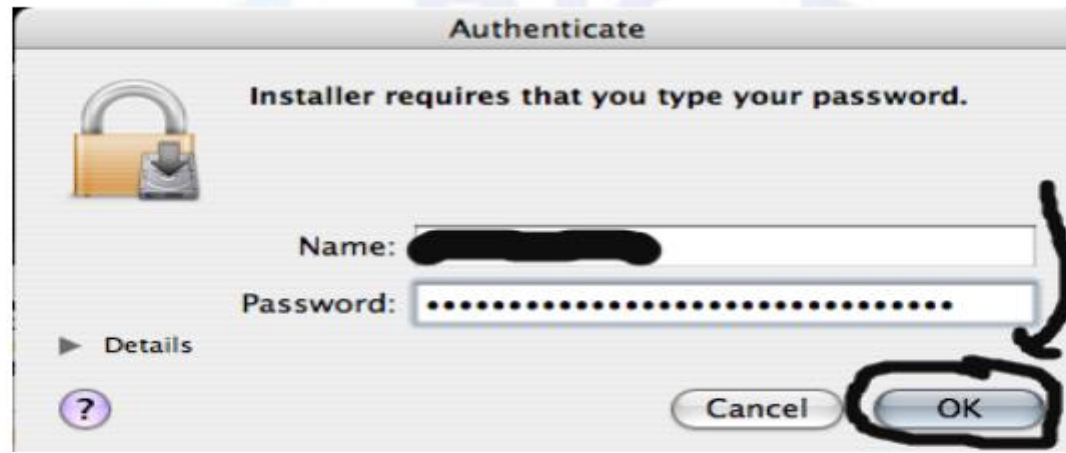 Authenticate
Installer requires that you type your password.
Name:
Password: •••••••••••••••••••••••••••••••••
Details
?
Cancel OK